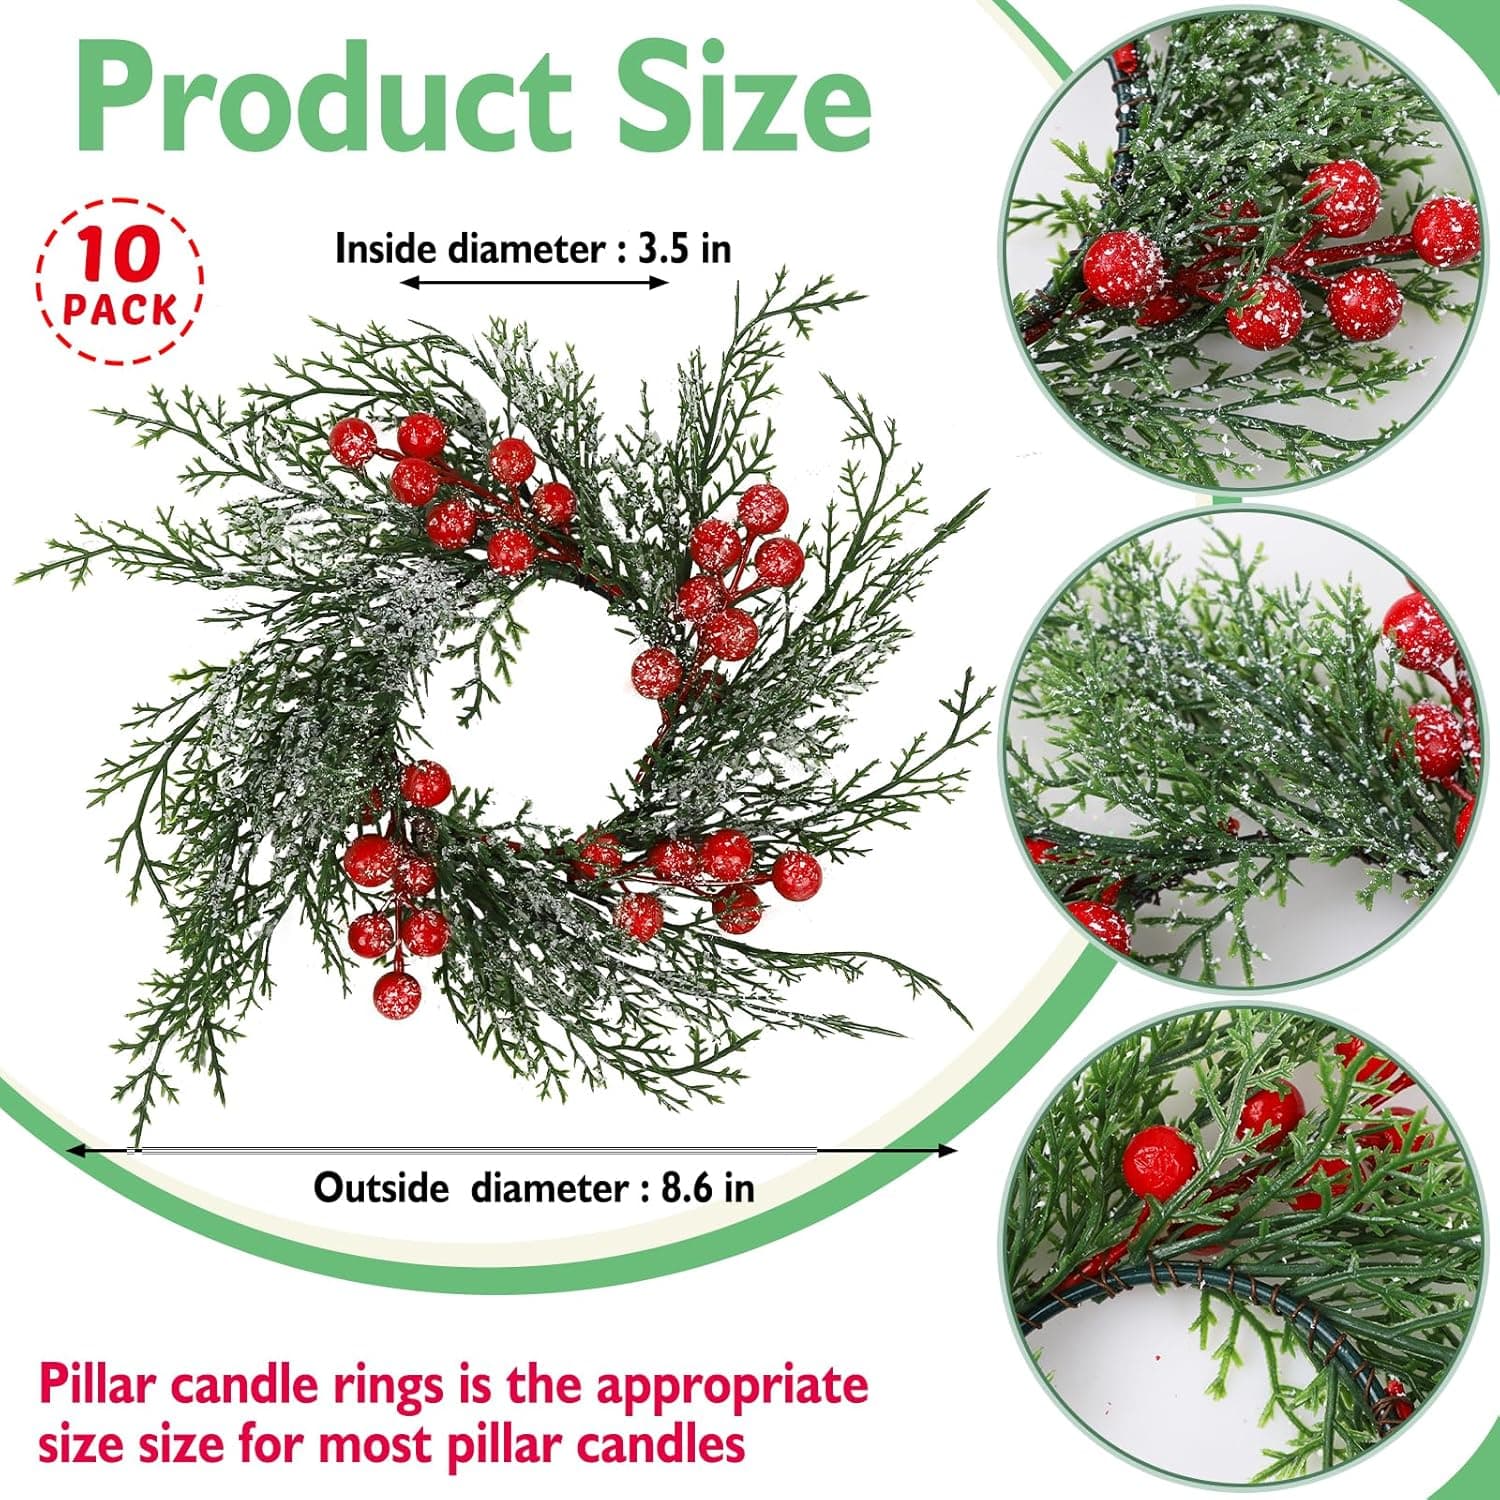 Product Size
10
PACK
Inside diameter : 3.5 in
Outside diameter : 8.6 in
Pillar candle rings is the appropriate
size size for most pillar candles